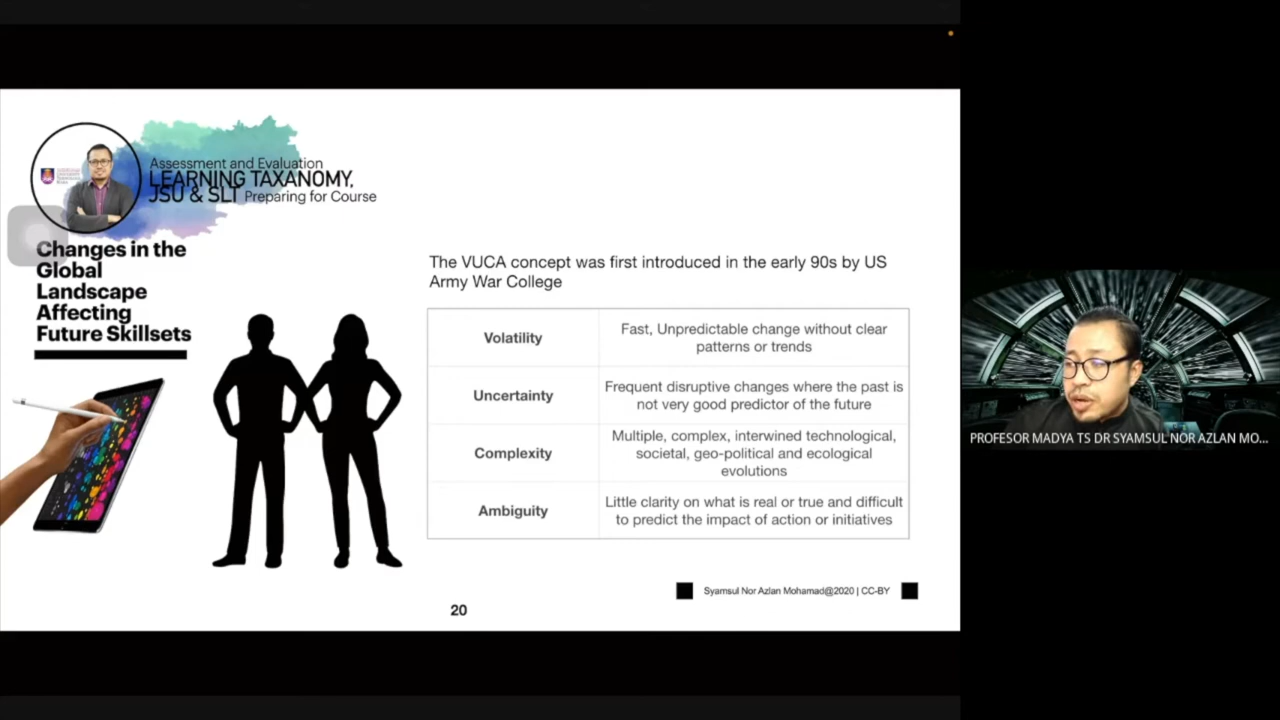 Assessment and Evaluation
LEARNING TAXANOMY,
JSU & SLT Preparing for Course
Changes in the
Global
Landscape
Affecting
Future Skillsets
The VUCA concept was first introduced in the early 90s by US
Army War College
Volatility
Fast, Unpredictable change without clear
patterns or trends
Uncertainty
Frequent disruptive changes where the past is
not very good predictor of the future
Complexity
Multiple, complex, interwined technological,
societal, geo-political and ecological
evolutions
Ambiguity
Little clarity on what is real or true and difficult
to predict the impact of action or initiatives
Syamsul Nor Azlan Mohamad@2020 | CC-BY
20
PROFESOR MADYA TS DR SYAMSUL NOR AZLAN MO...